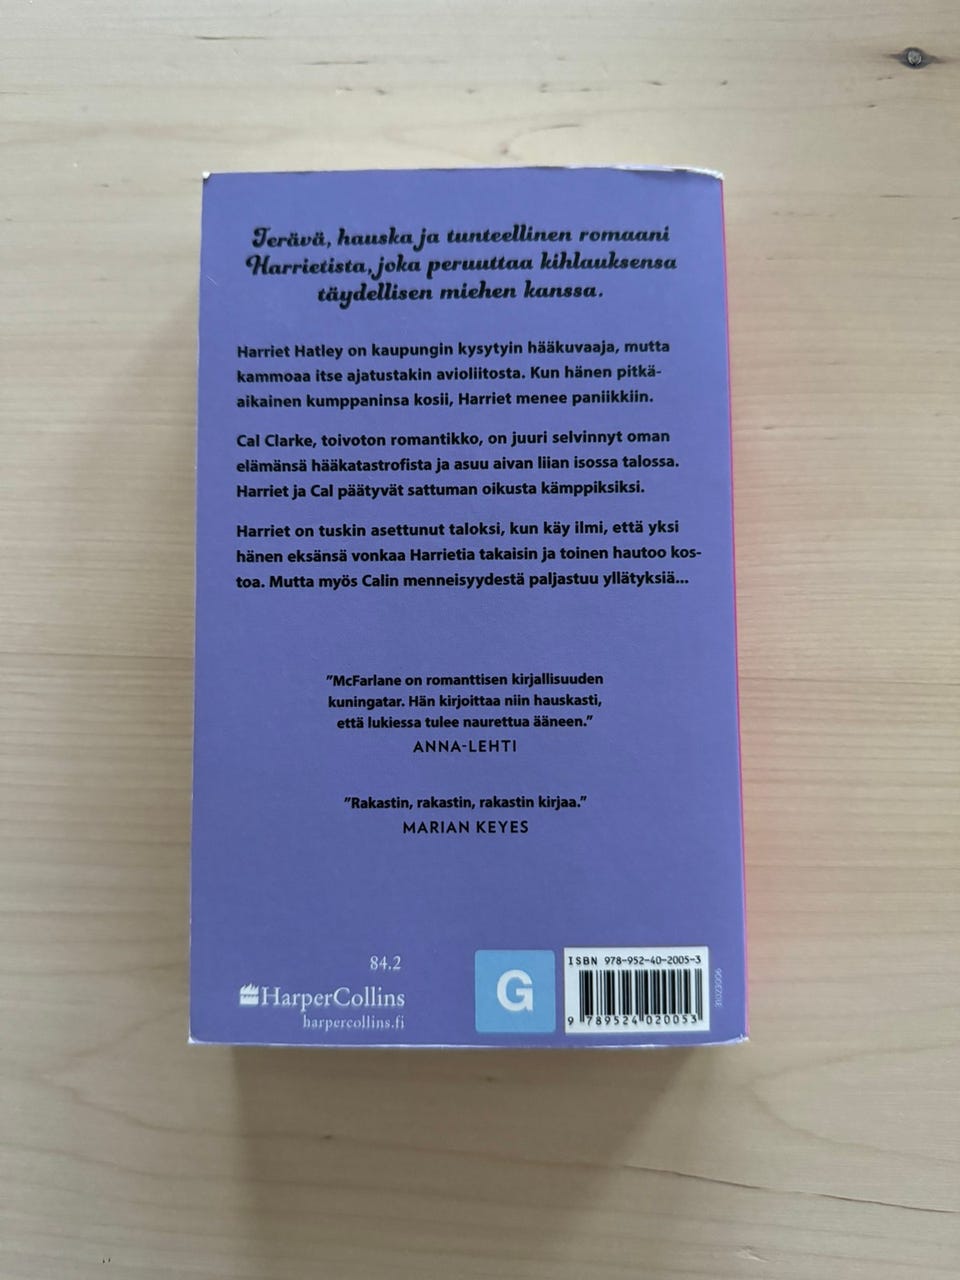 Terävä, hauska ja tunteellinen romaani
Harrietista, joka peruuttaa kihlauksensa
täydellisen miehen kanssa.
Harriet Hatley on kaupungin kysytyin hääkuvaaja, mutta
kammoaa itse ajatustakin avioliitosta. Kun hänen pitkä-
aikainen kumppaninsa kosii, Harriet menee paniikkiin.
Cal Clarke, toivoton romantikko, on juuri selvinnyt oman
elämänsä hääkatastrofista ja asuu aivan liian isossa talossa.
Harriet ja Cal päätyvät sattuman oikusta kämppiksiksi.
Harriet on tuskin asettunut taloksi, kun käy ilmi, että yksi
hänen eksänsä vonkaa Harrietia takaisin ja toinen hautoo kos-
toa. Mutta myös Calin menneisyydestä paljastuu yllätyksiä...
”McFarlane on romanttisen kirjallisuuden
kuningatar. Hän kirjoittaa niin hauskasti,
että lukiessa tulee naurettua ääneen.”
ANNA-LEHTI
”Rakastin, rakastin, rakastin kirjaa.”
MARIAN KEYES
84.2
HarperCollins
harpercollins.fi
G
ISBN 978-952-40-2005-3
9 789524 020053
31023006